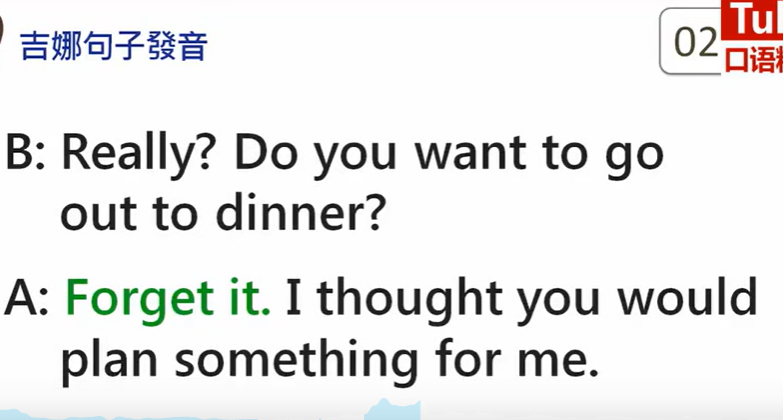 吉娜句子發音
02
口语
B: Really? Do you want to go
out to dinner?
A: Forget it. I thought you would
plan something for me.